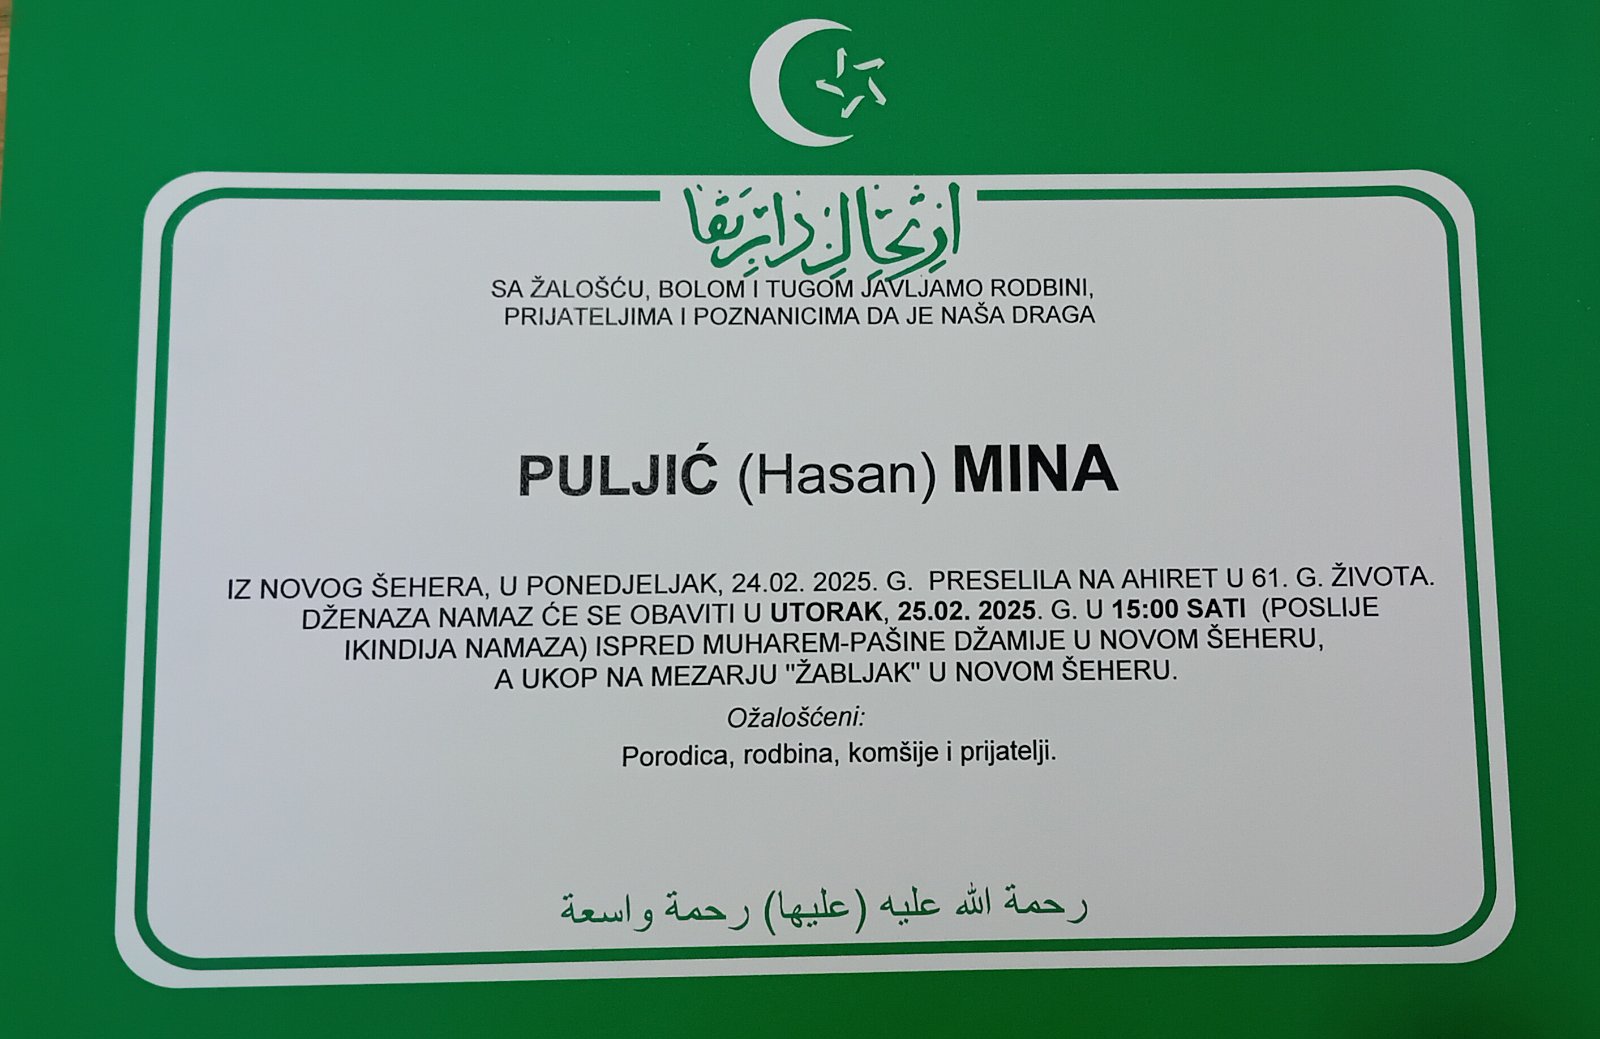 ارتحال دار بقا
SA ŽALOŠĆU, BOLOM I TUGOM JAVLJAMO RODBINI,
PRIJATELJIMA I POZNANICIMA DA JE NAŠA DRAGA
PULJIĆ (Hasan) MINA
IZ NOVOG ŠEHERA, U PONEDJELJAK, 24.02. 2025. G. PRESELILA NA AHIRET U 61. G. ŽIVOTA.
DŽENAZA NAMAZ ĆE SE OBAVITI U UTORAK, 25.02. 2025. G. U 15:00 SATI (POSLIJE
IKINDIJA NAMAZA) ISPRED MUHAREM-PAŠINE DŽAMIJE U NOVOM ŠEHERU,
A UKOP NA MEZARJU "ŽABLJAK" U NOVOM ŠEHERU.
Ožalošćeni:
Porodica, rodbina, komšije i prijatelji.
رحمة الله عليه (عليها) رحمة واسعة